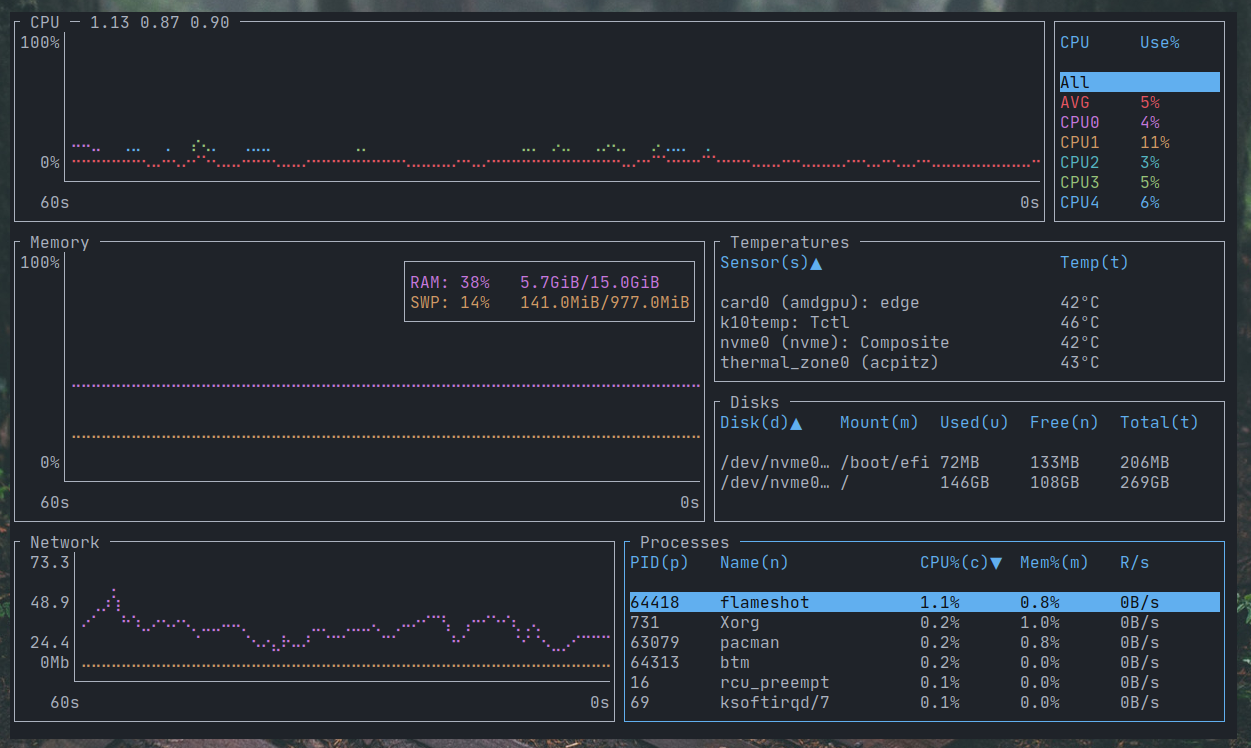 CPU — 1.13 0.87 0.90
100%
0%
60s 0s
CPU Use%
All
AVG 5%
CPU0 4%
CPU1 11%
CPU2 3%
CPU3 5%
CPU4 6%
Memory
100%
RAM: 38% 5.7GiB/15.0GiB
SWP: 14% 141.0MiB/977.0MiB
0%
60s 0s
Temperatures
Sensor(s)▲ Temp(t)
card0 (amdgpu): edge 42°C
k10temp: Tctl 46°C
nvme0 (nvme): Composite 42°C
thermal_zone0 (acpitz) 43°C
Disks
Disk(d)▲ Mount(m) Used(u) Free(n) Total(t)
/dev/nvme0… /boot/efi 72MB 133MB 206MB
/dev/nvme0… / 146GB 108GB 269GB
Network
73.3
48.9
24.4
0Mb
60s 0s
Processes
PID(p) Name(n) CPU%(c)▼ Mem%(m) R/s
64418 flameshot 1.1% 0.8% 0B/s
731 Xorg 0.2% 1.0% 0B/s
63079 pacman 0.2% 0.8% 0B/s
64313 btm 0.2% 0.0% 0B/s
16 rcu_preempt 0.1% 0.0% 0B/s
69 ksoftirqd/7 0.1% 0.0% 0B/s